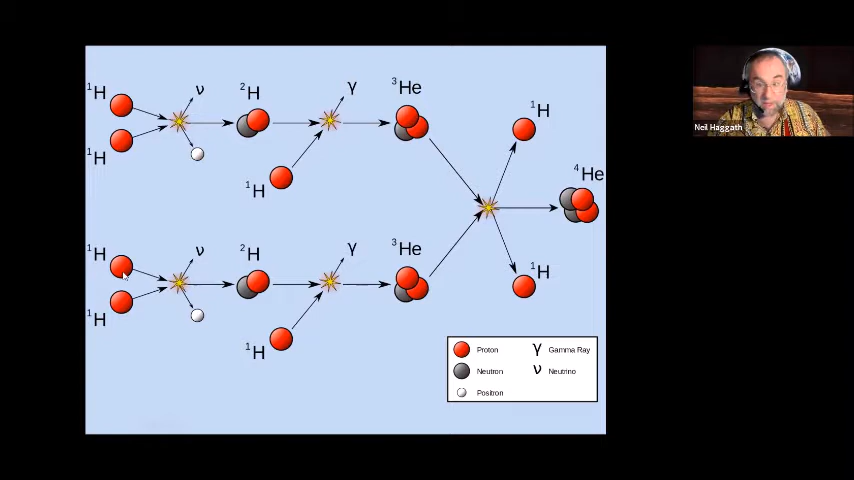 ¹H
ν
²H
γ
³He
¹H
¹H
¹H
⁴He
¹H
ν
²H
γ
³He
¹H
¹H
¹H
Proton
γ Gamma Ray
Neutron
ν Neutrino
Positron
Neil Haggath